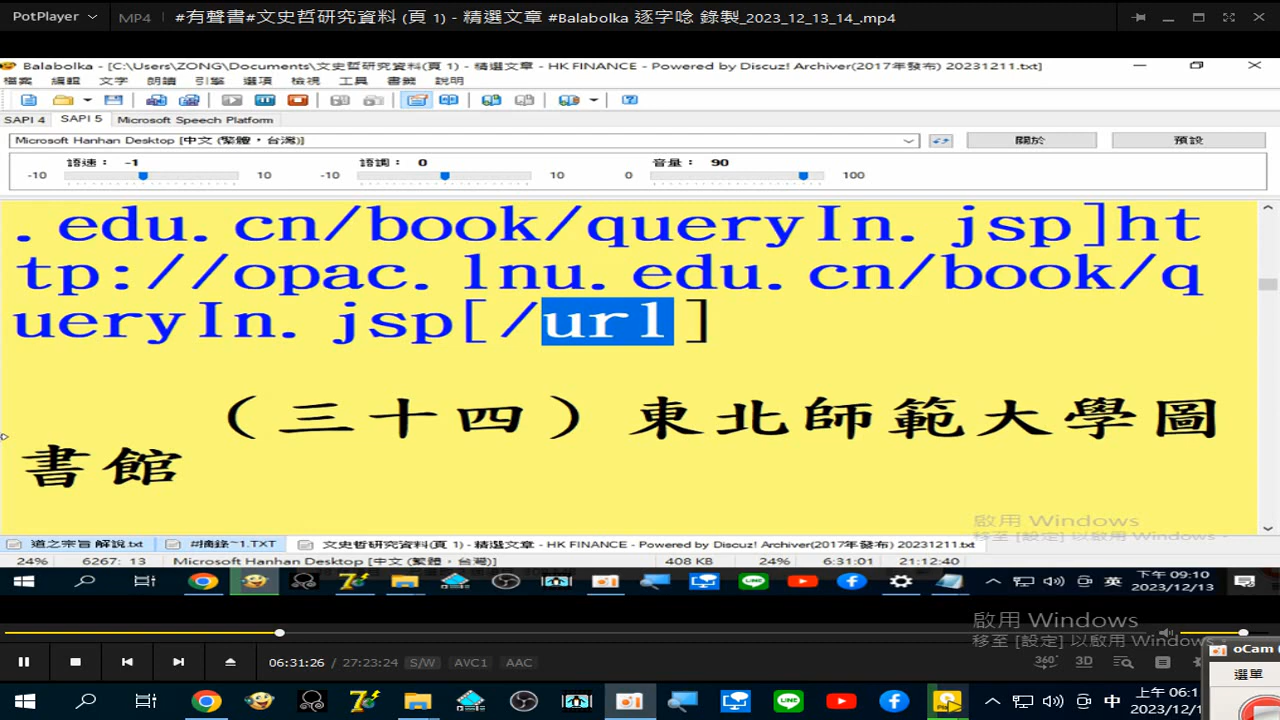 PotPlayer MP4 #有聲書#文史哲研究資料 (頁 1) - 精選文章 #Balabolka 逐字唸 錄製_2023_12_13_14_.mp4
Balabolka - [C:\Users\ZONG\Documents\文史哲研究資料(頁 1) - 精選文章 - HK FINANCE - Powered by Discuz! Archiver(2017年發布) 20231211.txt]
檔案 編輯 文字 朗讀 引擎 選項 檢視 工具 書籤 說明
SAPI 4 SAPI 5 Microsoft Speech Platform
Microsoft Hanhan Desktop [中文 (繁體，台灣)] 關於 預設
語速： -1 語調： 0 音量： 90
-10 10 -10 10 0 100
.edu.cn/book/queryIn.jsp]ht
tp://opac.lnu.edu.cn/book/q
ueryIn.jsp[/url]
（三十四）東北師範大學圖
書館
啟用 Windows
移至 [設定] 以啟用 Windows。
道之宗旨 解說.txt #摘錄~1.TXT 文史哲研究資料(頁 1) - 精選文章 - HK FINANCE - Powered by Discuz! Archiver(2017年發布) 20231211.txt
24% 6267: 13 Microsoft Hanhan Desktop [中文 (繁體，台灣)] 408 KB 24% 6:31:01 21:12:40
英 下午 09:10
2023/12/13
啟用 Windows
移至 [設定] 以啟用 Windows。
06:31:26 / 27:23:24 S/W AVC1 AAC 360° 3D
oCam (
選單
中 上午 06:1
2023/12/1